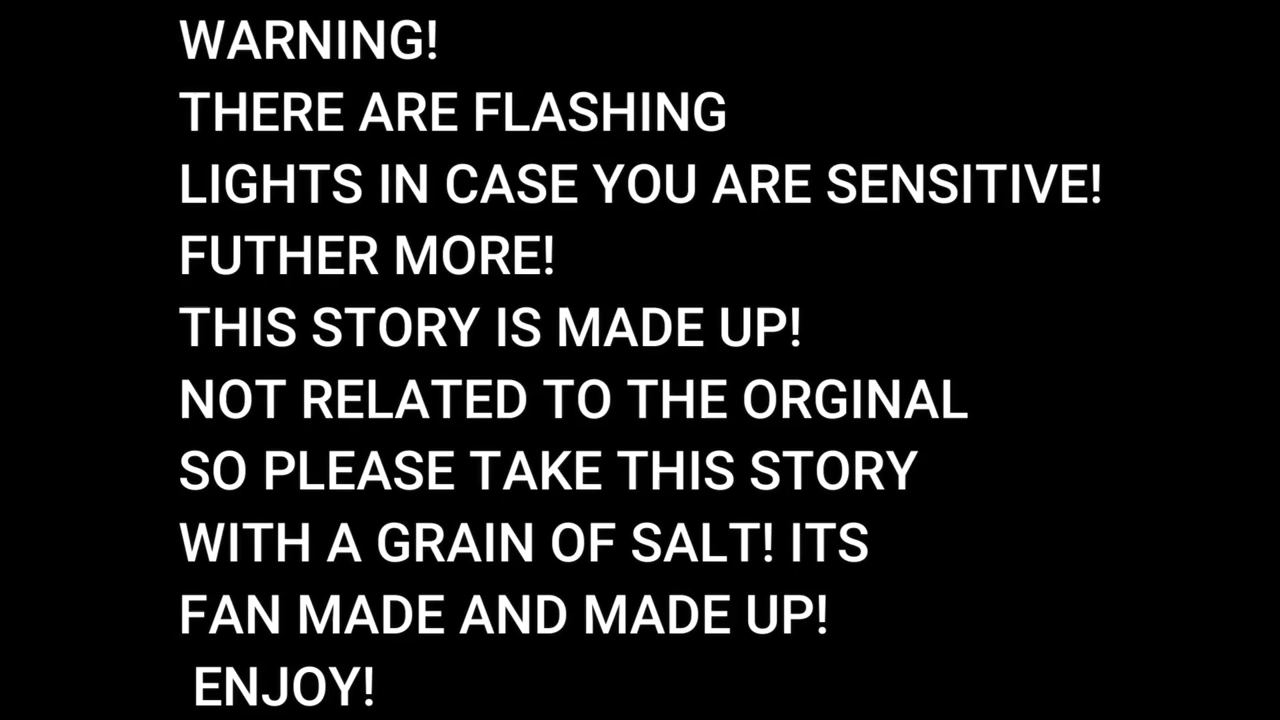 WARNING!
THERE ARE FLASHING
LIGHTS IN CASE YOU ARE SENSITIVE!
FUTHER MORE!
THIS STORY IS MADE UP!
NOT RELATED TO THE ORGINAL
SO PLEASE TAKE THIS STORY
WITH A GRAIN OF SALT! ITS
FAN MADE AND MADE UP!
ENJOY!